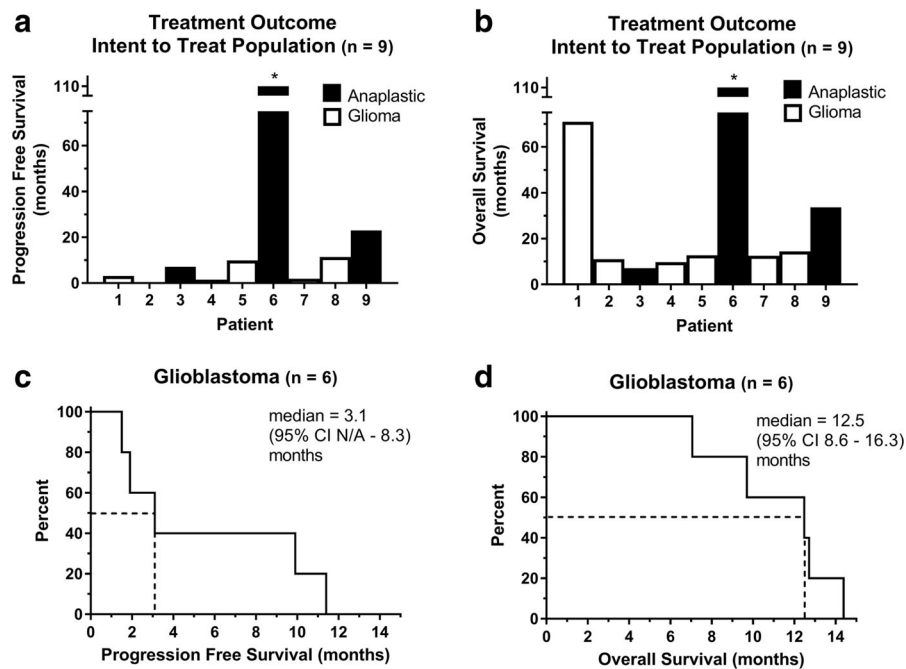 a
Treatment Outcome
Intent to Treat Population (n = 9)
Progression Free Survival
(months)
110
60
40
20
0
*
Anaplastic
Glioma
1 2 3 4 5 6 7 8 9
Patient
b
Treatment Outcome
Intent to Treat Population (n = 9)
Overall Survival
(months)
110
60
40
20
0
*
Anaplastic
Glioma
1 2 3 4 5 6 7 8 9
Patient
c
Glioblastoma (n = 6)
median = 3.1
(95% CI N/A - 8.3)
months
Percent
100
80
60
40
20
0
0 2 4 6 8 10 12 14
Progression Free Survival (months)
d
Glioblastoma (n = 6)
median = 12.5
(95% CI 8.6 - 16.3)
months
Percent
100
80
60
40
20
0
0 2 4 6 8 10 12 14
Overall Survival (months)